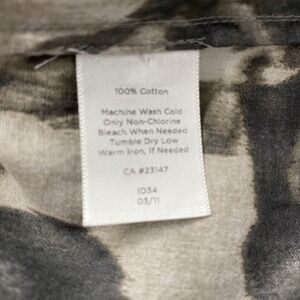 100% Cotton
Machine Wash Cold
Only Non-Chlorine
Bleach When Needed
Tumble Dry Low
Warm Iron, If Needed
CA #23147
ID34
03/11